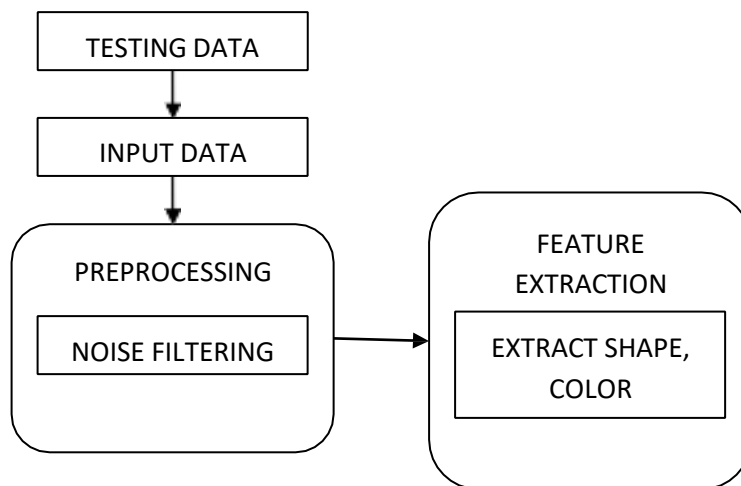 TESTING DATA
INPUT DATA
PREPROCESSING
NOISE FILTERING
FEATURE
EXTRACTION
EXTRACT SHAPE,
COLOR